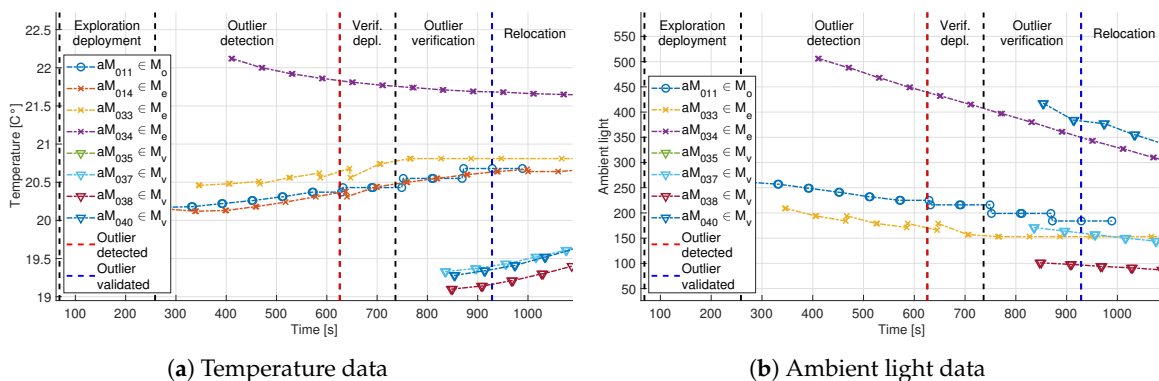 22.5
22
21.5
21
20.5
20
19.5
19
Temperature [C°]
100 200 300 400 500 600 700 800 900 1000
Time [s]
Exploration
deployment
Outlier
detection
Verif.
depl.
Outlier
verification
Relocation
aM011 ∈ Mo
aM014 ∈ Me
aM033 ∈ Me
aM034 ∈ Me
aM035 ∈ Mv
aM037 ∈ Mv
aM038 ∈ Mv
aM040 ∈ Mv
Outlier
detected
Outlier
validated
(a) Temperature data
550
500
450
400
350
300
250
200
150
100
50
Ambient light
100 200 300 400 500 600 700 800 900 1000
Time [s]
Exploration
deployment
Outlier
detection
Verif.
depl.
Outlier
verification
Relocation
aM011 ∈ Mo
aM033 ∈ Me
aM034 ∈ Me
aM035 ∈ Mv
aM037 ∈ Mv
aM038 ∈ Mv
aM040 ∈ Mv
Outlier
detected
Outlier
validated
(b) Ambient light data